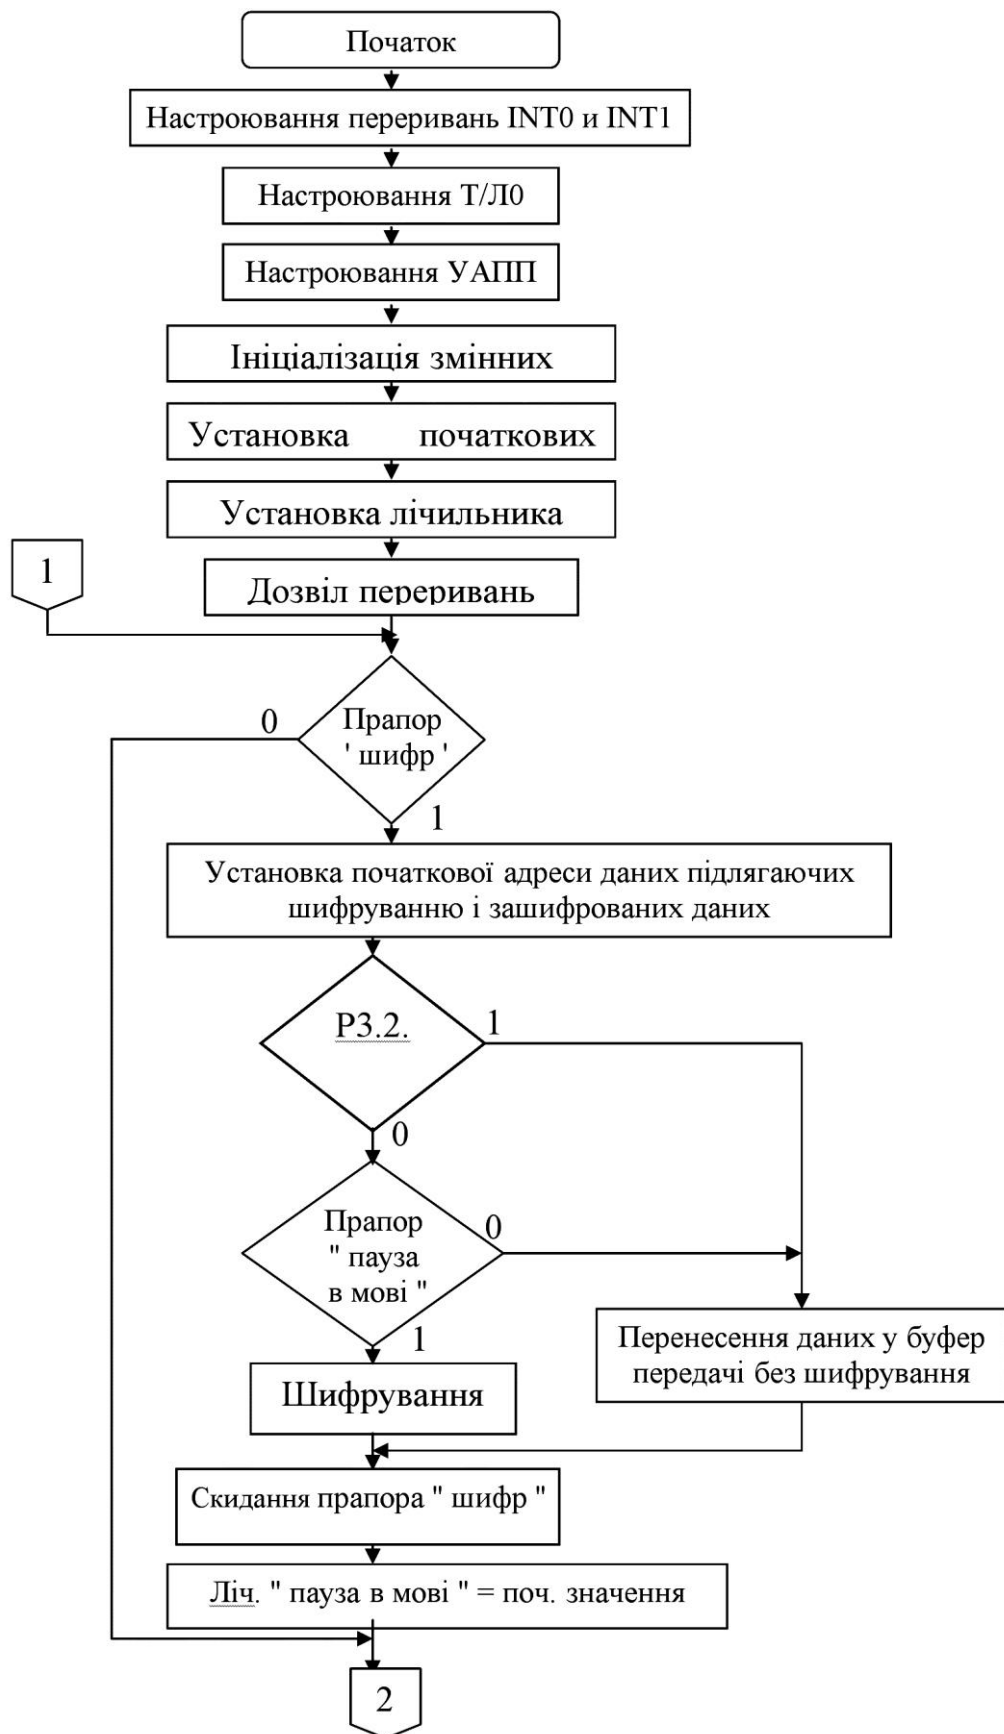 Початок
Настроювання переривань INT0 и INT1
Настроювання Т/Л0
Настроювання УАПП
Ініціалізація змінних
Установка початкових
Установка лічильника
1
Дозвіл переривань
0
Прапор
' шифр '
1
Установка початкової адреси даних підлягаючих
шифруванню і зашифрованих даних
P3.2.
1
0
Прапор
" пауза
в мові "
0
1
Перенесення даних у буфер
передачі без шифрування
Шифрування
Скидання прапора " шифр "
Ліч. " пауза в мові " = поч. значення
2